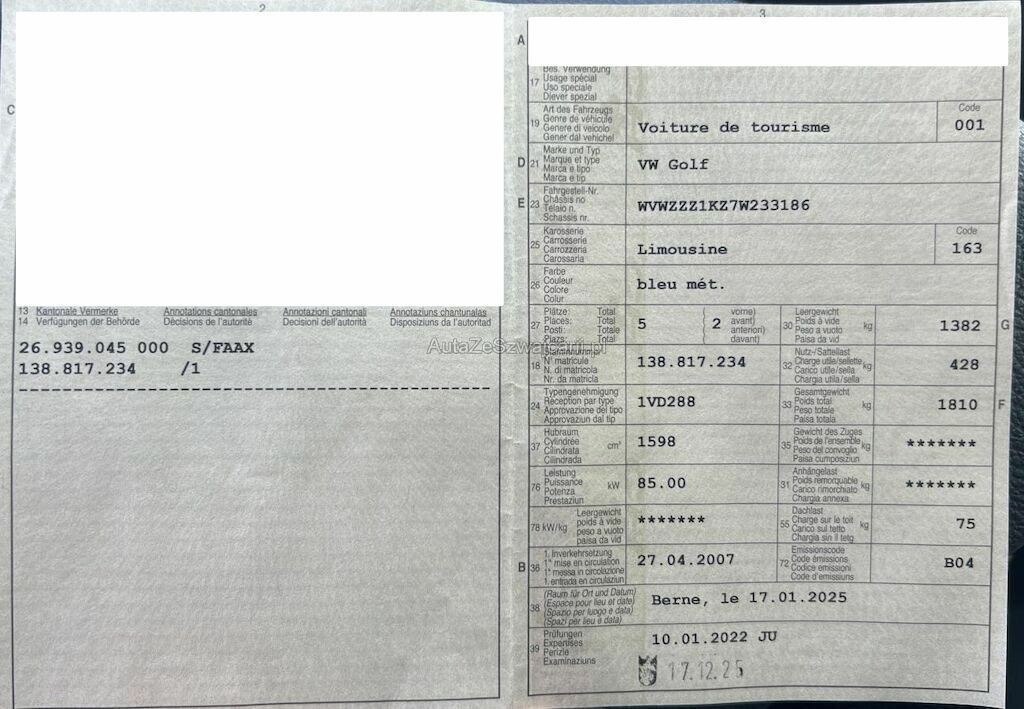 2
3
C
13 Kantonale Vermerke Annotations cantonales Annotazioni cantonali Annotaziuns chantunalas
14 Verfügungen der Behörde Décisions de l'autorité Decisioni dell'autorità Disposiziuns da l'autoritad
26.939.045 000 S/FAAX
138.817.234 /1
AutaZeSzwajcarii.pl
A
17
Bes. Verwendung
Usage spécial
Uso speciale
Diever spezial
19
Art des Fahrzeugs
Genre de véhicule
Genere di veicolo
Gener dal vehichel
Voiture de tourisme
Code
001
D 21
Marke und Typ
Marque et type
Marca e tipo
Marca e tip
VW Golf
E 23
Fahrgestell-Nr.
Châssis no
Telaio n.
Schassis nr.
WVWZZZ1KZ7W233186
25
Karosserie
Carrosserie
Carrozzeria
Carossaria
Limousine
Code
163
26
Farbe
Couleur
Colore
Colur
bleu mét.
27
Plätze: Total
Places: Total
Posti: Totale
Plazs: Total
5
( 2
vorne)
avant)
anteriori)
davant)
30
Leergewicht
Poids à vide
Peso a vuoto
Paisa da vid
kg
1382
G
18
Stammnummer
N° matricule
N. di matricola
Nr. da matricla
138.817.234
32
Nutz-/Sattellast
Charge utile/sellette
Carico utile/sella
Chargia utila/sella
kg
428
24
Typengenehmigung
Réception par type
Approvazione del tipo
Approvaziun dal tip
1VD288
33
Gesamtgewicht
Poids total
Peso totale
Paisa totala
kg
1810
F
37
Hubraum
Cylindrée
Cilindrata
Cilindrada
cm³
1598
35
Gewicht des Zuges
Poids de l'ensemble
Peso del convoglio
Paisa cumposiziun
kg
*******
76
Leistung
Puissance
Potenza
Prestaziun
kW
85.00
31
Anhängelast
Poids remorquable
Carico rimorchiato
Chargia annexa
kg
*******
78 kW/kg
Leergewicht
poids à vide
peso a vuoto
paisa da vid
*******
55
Dachlast
Charge sur le toit
Carico sul tetto
Chargia sin il tetg
kg
75
B 36
1. Inverkehrsetzung
1re mise en circulation
1a messa in circolazione
1. entrada en circulaziun
27.04.2007
72
Emissionscode
Code émissions
Codice emissioni
Code d'emissiuns
B04
38
(Raum für Ort und Datum)
(Espace pour lieu et date)
(Spazio per luogo e data)
(Spazi per lieu e data)
Berne, le 17.01.2025
39
Prüfungen
Expertises
Perizie
Examinaziuns
10.01.2022 JU
17.12.25